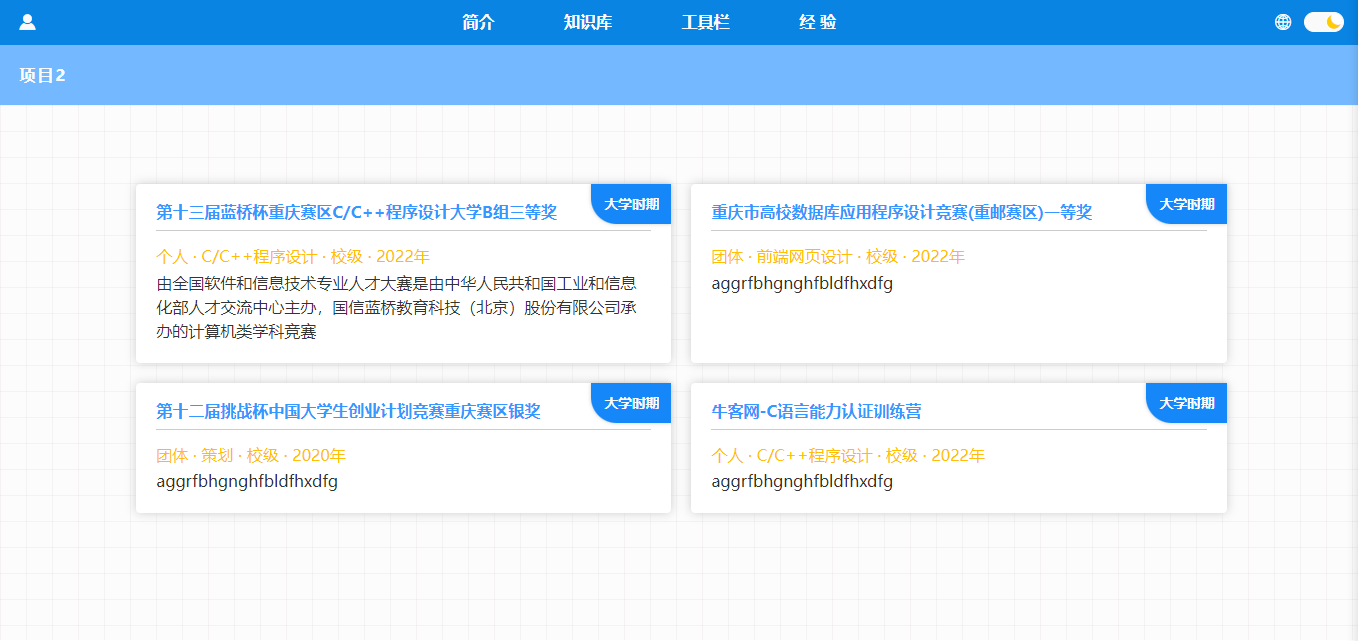 简介 知识库 工具栏 经 验
项目2
第十三届蓝桥杯重庆赛区C/C++程序设计大学B组三等奖
大学时期
个人 · C/C++程序设计 · 校级 · 2022年
由全国软件和信息技术专业人才大赛是由中华人民共和国工业和信息
化部人才交流中心主办，国信蓝桥教育科技（北京）股份有限公司承
办的计算机类学科竞赛
重庆市高校数据库应用程序设计竞赛(重邮赛区)一等奖
大学时期
团体 · 前端网页设计 · 校级 · 2022年
aggrfbhgnghfbldfhxdfg
第十二届挑战杯中国大学生创业计划竞赛重庆赛区银奖
大学时期
团体 · 策划 · 校级 · 2020年
aggrfbhgnghfbldfhxdfg
牛客网-C语言能力认证训练营
大学时期
个人 · C/C++程序设计 · 校级 · 2022年
aggrfbhgnghfbldfhxdfg